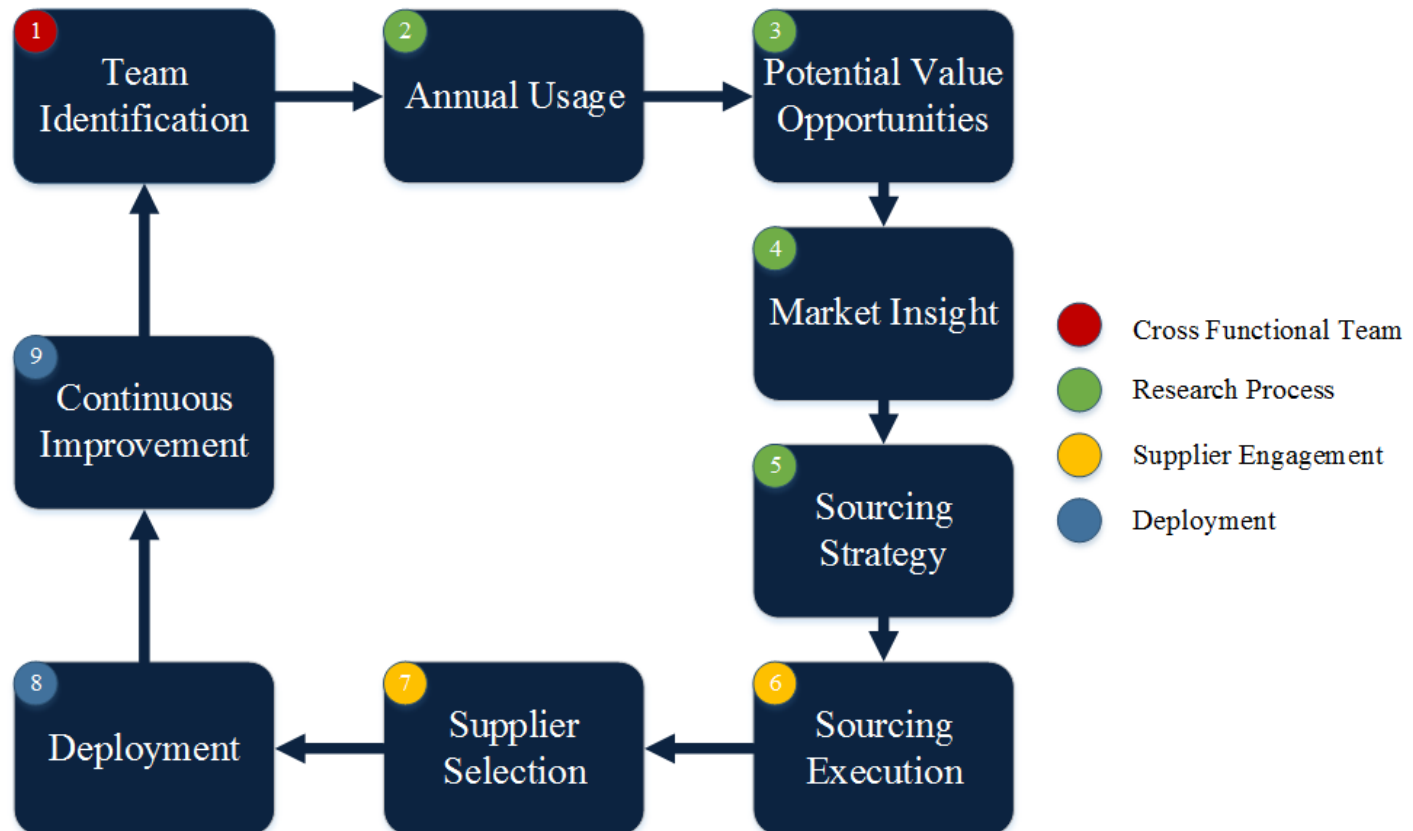 1
Team
Identification
2
Annual Usage
3
Potential Value
Opportunities
4
Market Insight
5
Sourcing
Strategy
6
Sourcing
Execution
7
Supplier
Selection
8
Deployment
9
Continuous
Improvement
Cross Functional Team
Research Process
Supplier Engagement
Deployment